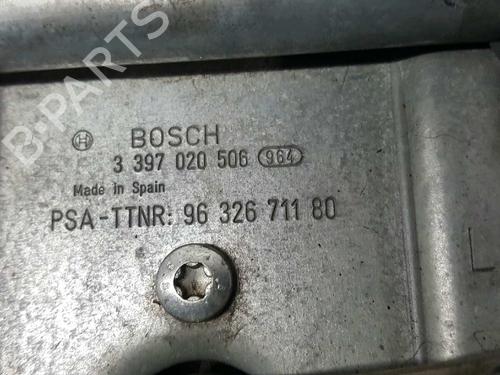 BOSCH
3 397 020 506 964
Made in Spain
PSA-TTNR: 96 326 711 80
L
B-PARTS